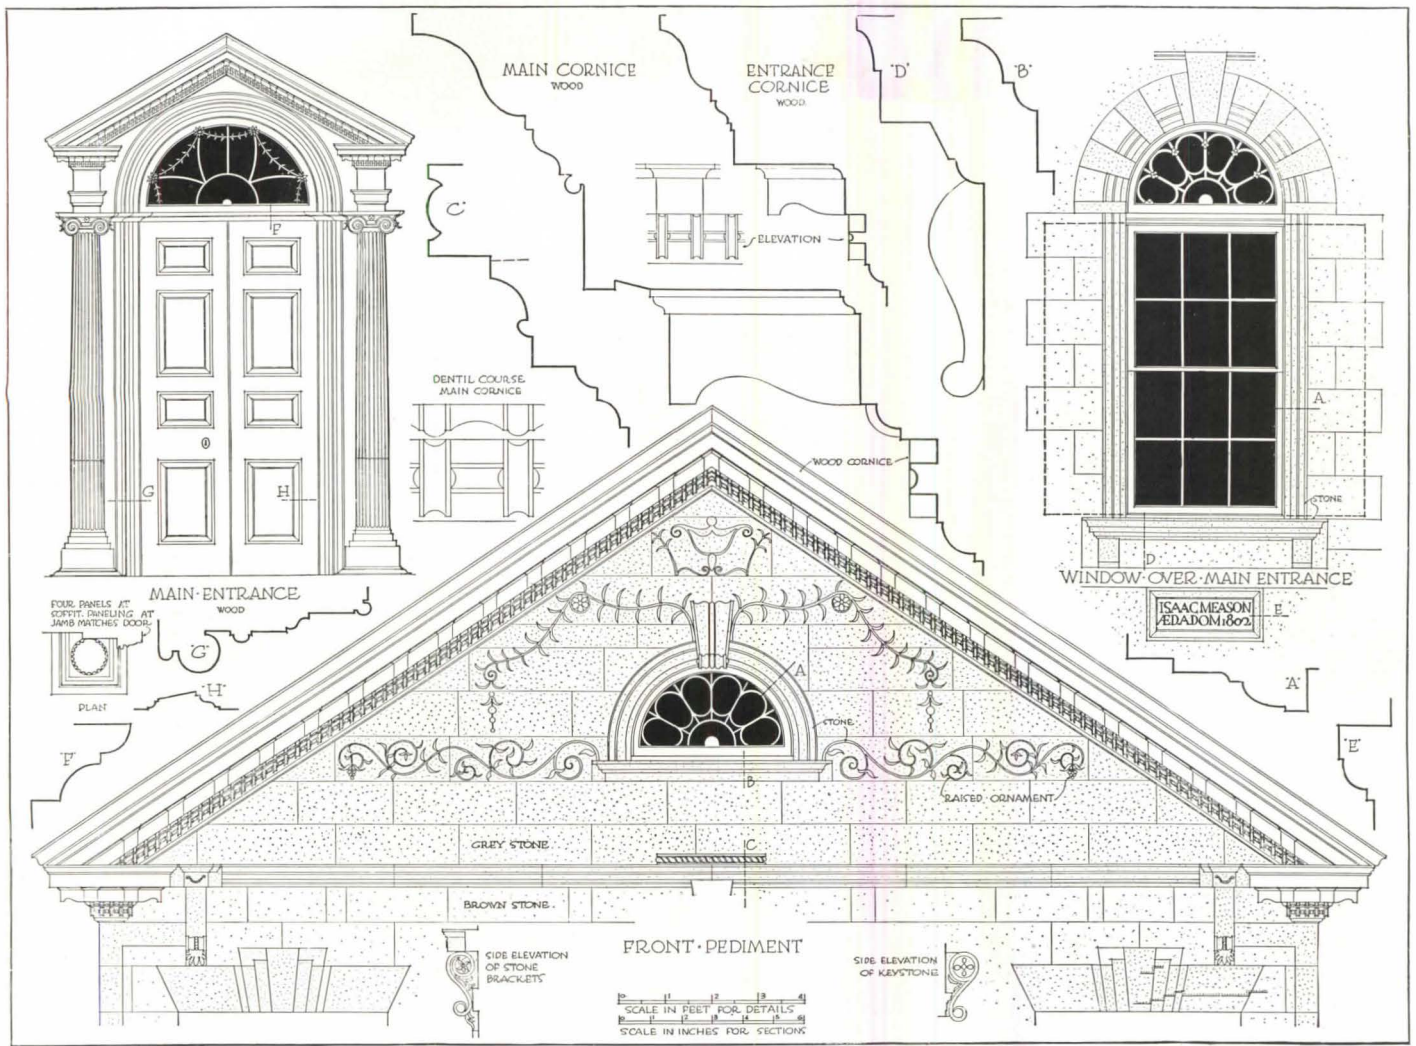 MAIN CORNICE
WOOD
ENTRANCE
CORNICE
WOOD.
"D"
"B"
"C"
F
ELEVATION
DENTIL COURSE
MAIN CORNICE
WOOD CORNICE
A
STONE
G
H
D
MAIN·ENTRANCE
WOOD
WINDOW·OVER·MAIN ENTRANCE
FOUR PANELS AT
SOFFIT. PANELING AT
JAMB MATCHES DOOR
ISAAC MEASON
ÆDADOM 1802
E
"G"
"H"
PLAN
"A"
"F"
"E"
A
STONE
B
RAISED ORNAMENT
GREY STONE
C
BROWN STONE.
FRONT·PEDIMENT
SIDE ELEVATION
OF STONE
BRACKETS
SIDE ELEVATION
OF KEYSTONE
0 1 2 3 4
SCALE IN FEET FOR DETAILS
0 1 2 3 4 5 6
SCALE IN INCHES FOR SECTIONS